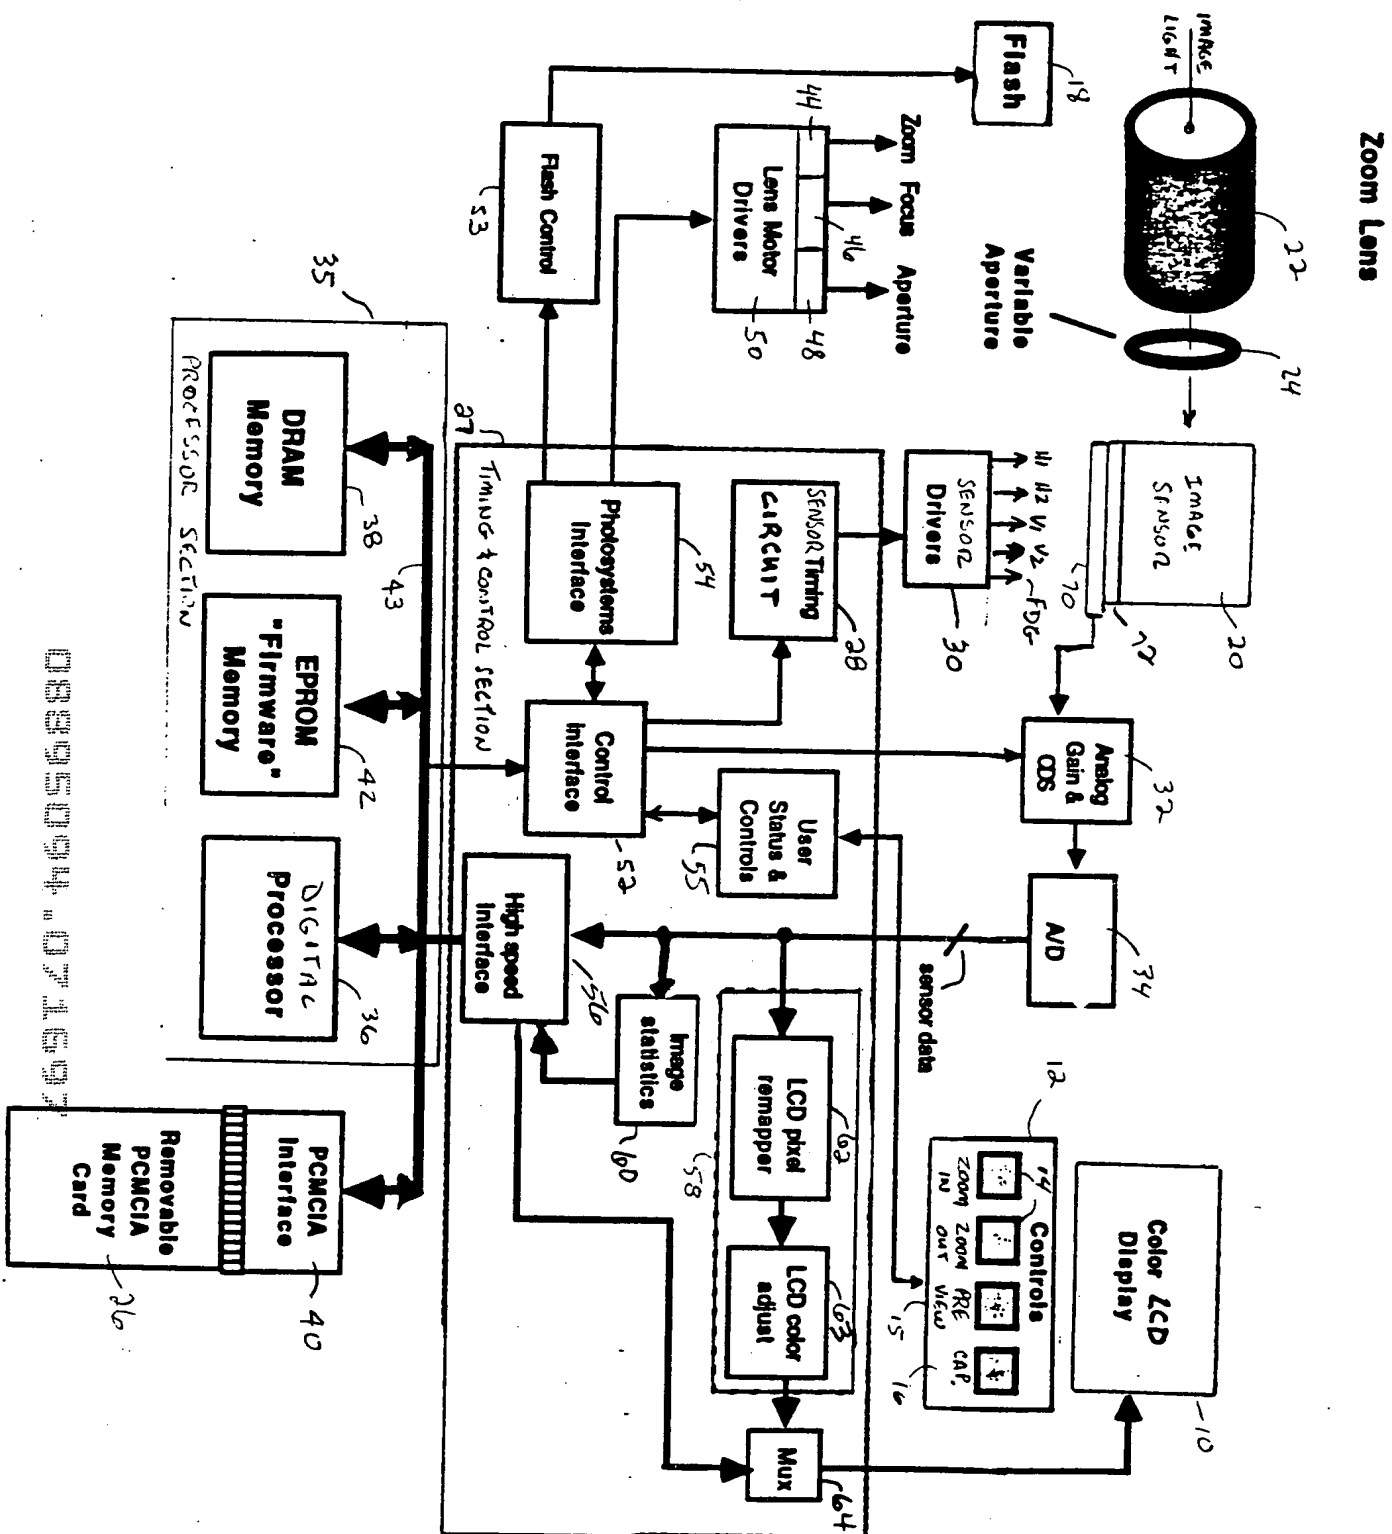 Zoom Lens
IMAGE
LIGHT
22
24
Variable
Aperture
IMAGE
SENSOR
20
72
70
Color LCD
Display
10
Flash
18
Zoom Focus Aperture
44
46
48
Lens Motor
Drivers
50
Flash Control
53
H1 H2 V1 V2 FDG
SENSOR
Drivers
30
Analog
Gain &
CDS
32
A/D
34
sensor data
12
14
Controls
ZOOM
IN
ZOOM
OUT
PRE
VIEW
CAP.
15
16
27
TIMING & CONTROL SECTION
SENSOR Timing
CIRCUIT
28
Photosystems
Interface
54
Control
interface
52
User
Status &
Controls
55
High speed
interface
56
Image
statistics
60
58
LCD pixel
remapper
62
LCD color
adjust
63
Mux
64
35
PROCESSOR SECTION
43
DRAM
Memory
38
EPROM
"Firmware"
Memory
42
DIGITAL
Processor
36
PCMCIA
Interface
40
Removable
PCMCIA
Memory
Card
26
08895094.071697